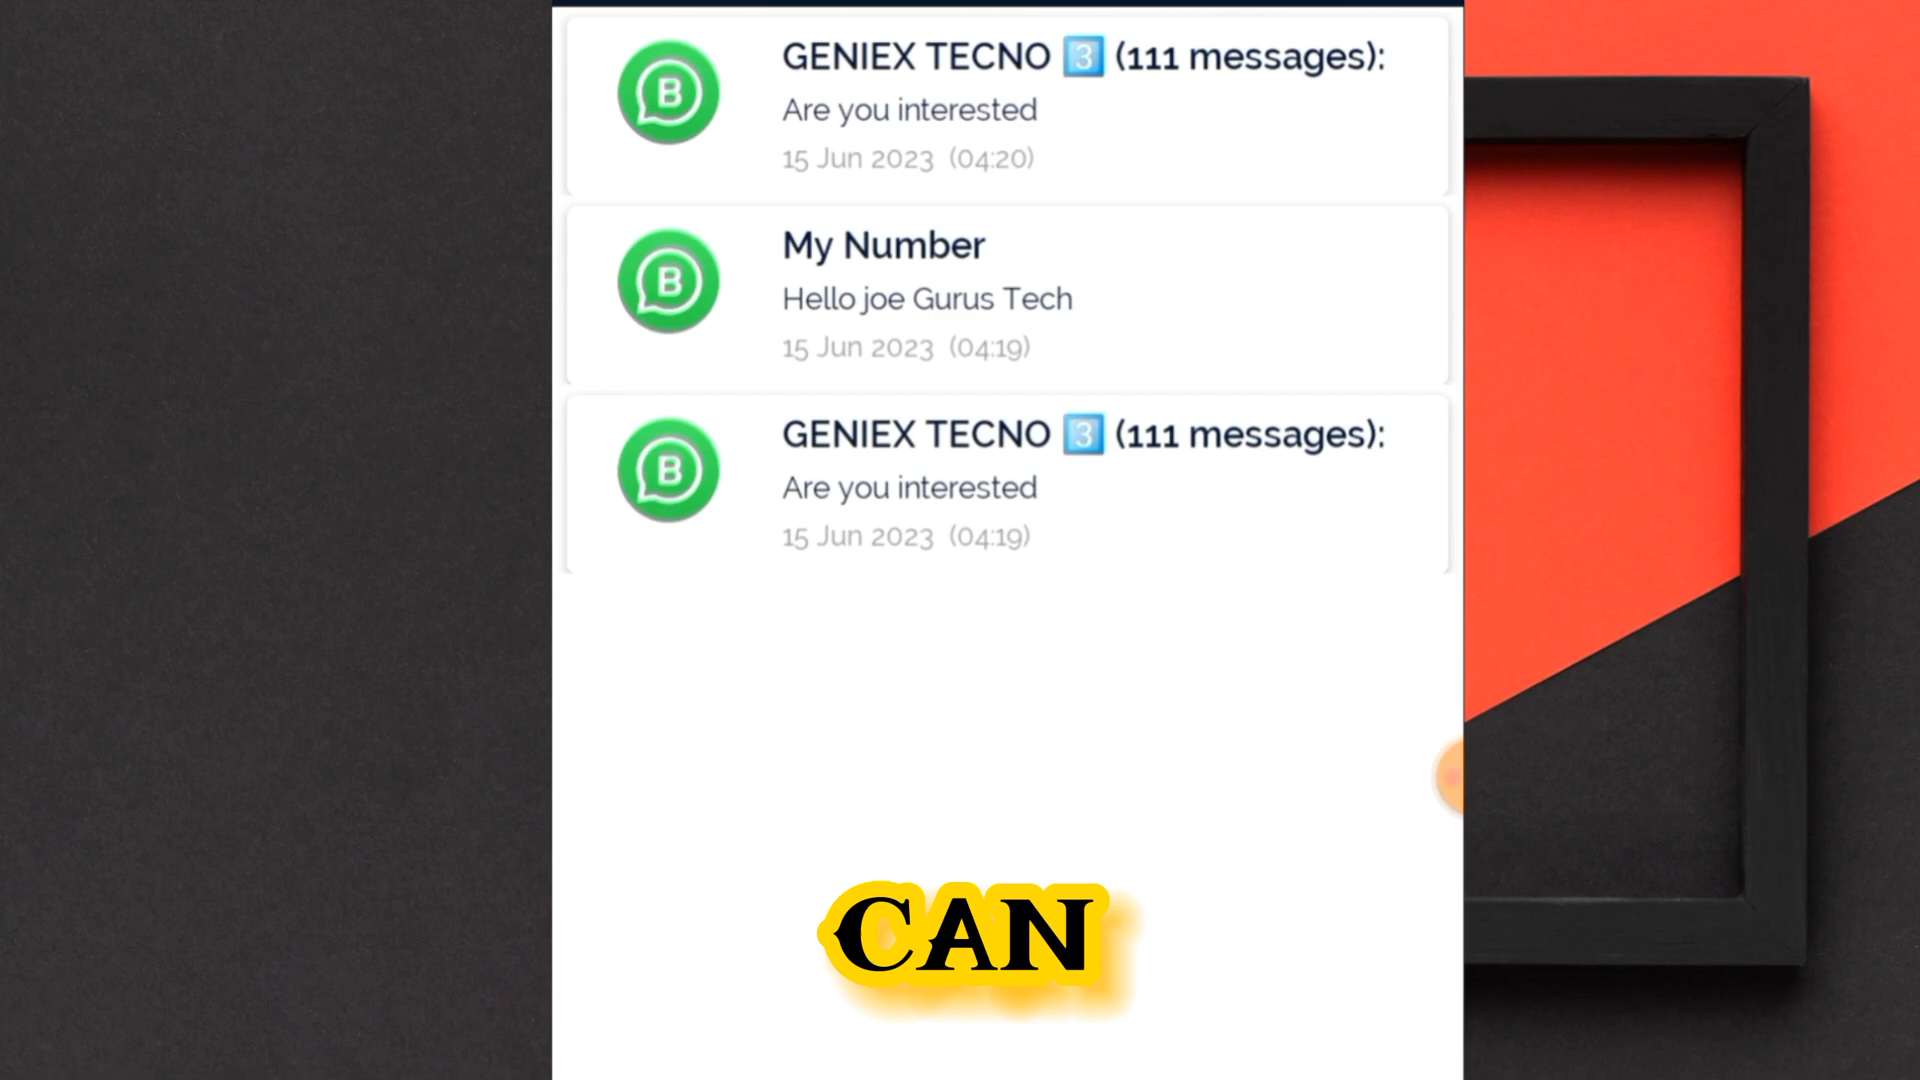 GENIEX TECNO 3️⃣ (111 messages):
Are you interested
15 Jun 2023 (04:20)
My Number
Hello joe Gurus Tech
15 Jun 2023 (04:19)
GENIEX TECNO 3️⃣ (111 messages):
Are you interested
15 Jun 2023 (04:19)
CAN